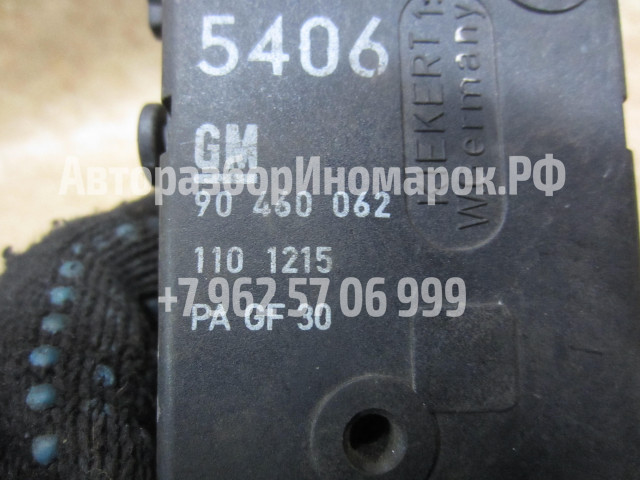 5406
GM
АвторазборИномарок.РФ
90 460 062
110 1215
+7 962 57 06 999
PA GF 30
KIEKERT
W. Germany